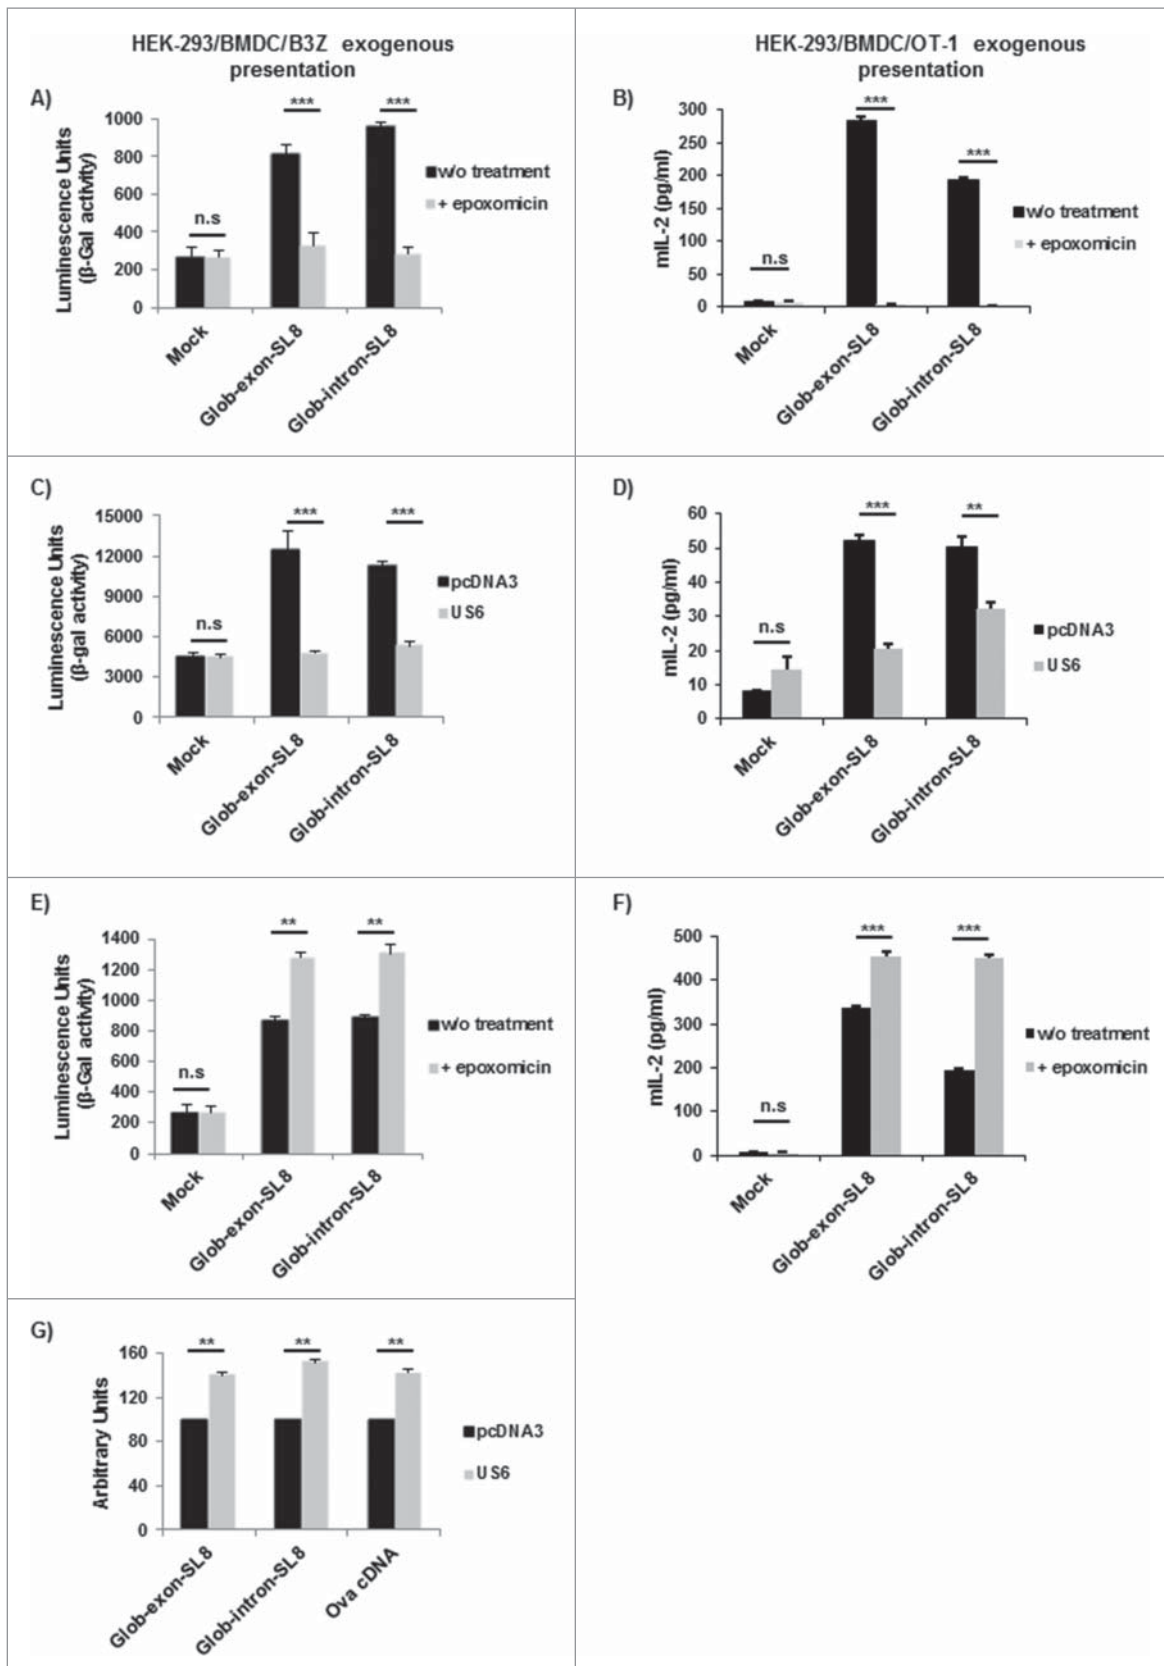 HEK-293/BMDC/B3Z exogenous
presentation
HEK-293/BMDC/OT-1 exogenous
presentation
A)
Luminescence Units
(β-Gal activity)
1000
800
600
400
200
0
n.s
***
***
w/o treatment
+ epoxomicin
Mock
Glob-exon-SL8
Glob-intron-SL8
B)
mIL-2 (pg/ml)
300
250
200
150
100
50
0
n.s
***
***
w/o treatment
+ epoxomicin
Mock
Glob-exon-SL8
Glob-intron-SL8
C)
Luminescence Units
(β-gal activity)
15000
12000
9000
6000
3000
0
n.s
***
***
pcDNA3
US6
Mock
Glob-exon-SL8
Glob-intron-SL8
D)
mIL-2 (pg/ml)
60
50
40
30
20
10
0
n.s
***
**
pcDNA3
US6
Mock
Glob-exon-SL8
Glob-intron-SL8
E)
Luminescence Units
(β-Gal activity)
1400
1200
1000
800
600
400
200
0
n.s
**
**
w/o treatment
+ epoxomicin
Mock
Glob-exon-SL8
Glob-intron-SL8
F)
mIL-2 (pg/ml)
500
400
300
200
100
0
n.s
***
***
w/o treatment
+ epoxomicin
Mock
Glob-exon-SL8
Glob-intron-SL8
G)
Arbitrary Units
160
120
80
40
0
**
**
**
pcDNA3
US6
Glob-exon-SL8
Glob-intron-SL8
Ova cDNA